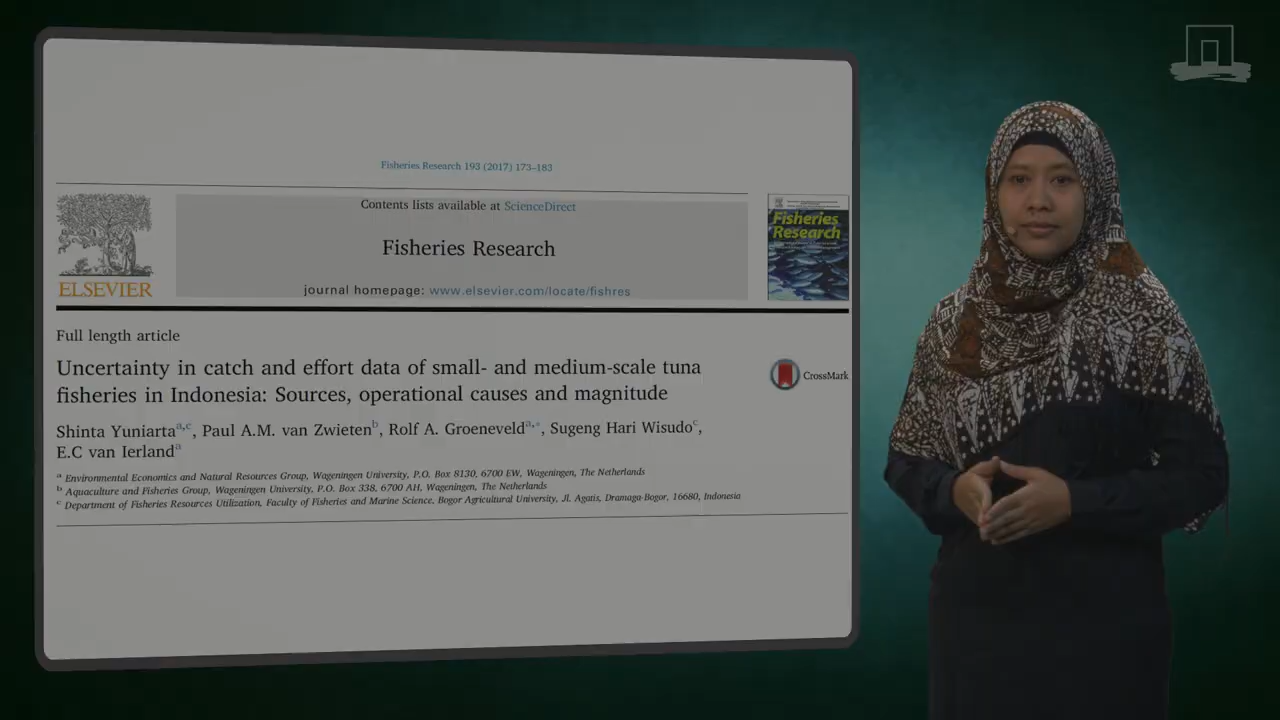 Fisheries Research 193 (2017) 173–183
Contents lists available at ScienceDirect
Fisheries Research
journal homepage: www.elsevier.com/locate/fishres
ELSEVIER
Fisheries
Research
Full length article
Uncertainty in catch and effort data of small- and medium-scale tuna
fisheries in Indonesia: Sources, operational causes and magnitude
CrossMark
Shinta Yuniarta a,c, Paul A.M. van Zwieten b, Rolf A. Groeneveld a,*, Sugeng Hari Wisudo c,
E.C van Ierland a
a Environmental Economics and Natural Resources Group, Wageningen University, P.O. Box 8130, 6700 EW, Wageningen, The Netherlands
b Aquaculture and Fisheries Group, Wageningen University, P.O. Box 338, 6700 AH, Wageningen, The Netherlands
c Department of Fisheries Resources Utilization, Faculty of Fisheries and Marine Science, Bogor Agricultural University, Jl. Agatis, Dramaga-Bogor, 16680, Indonesia